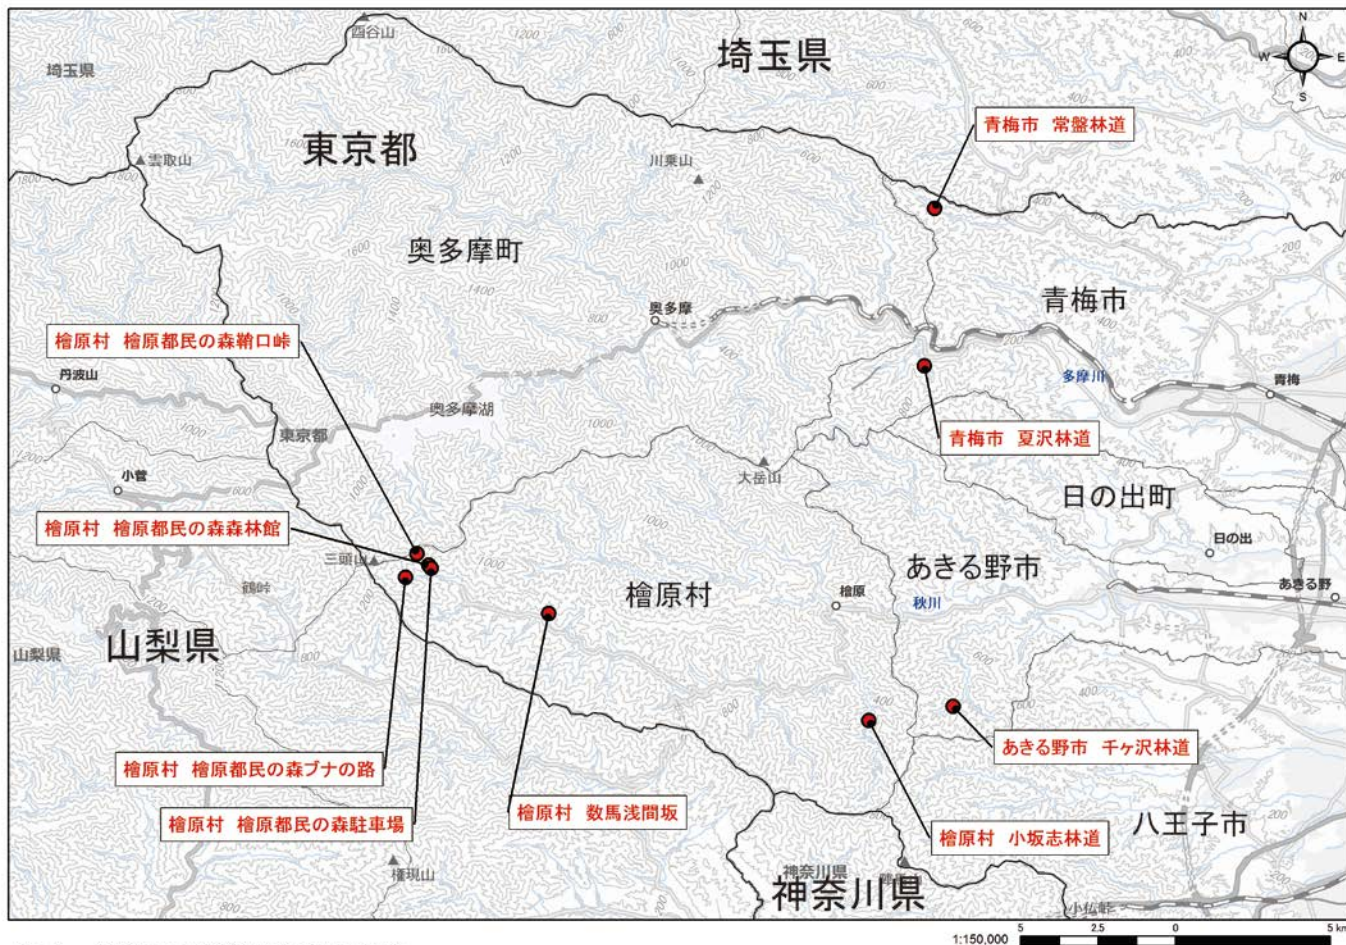 酉谷山
埼玉県
埼玉県
N
W
E
S
青梅市 常盤林道
東京都
雲取山
川乗山
奥多摩町
青梅市
奥多摩
檜原村 檜原都民の森鞘口峠
丹波山
多摩川
青梅
奥多摩湖
東京都
青梅市 夏沢林道
小菅
大岳山
日の出町
檜原村 檜原都民の森森林館
日の出
三頭山
あきる野市
あきる野
鶴峠
檜原村
檜原
秋川
山梨県
山梨県
あきる野市 千ヶ沢林道
檜原村 檜原都民の森ブナの路
檜原村 数馬浅間坂
檜原村 檜原都民の森駐車場
八王子市
檜原村 小坂志林道
権現山
神奈川県
神奈川県
小仏峠
1:150,000
5 2.5 0 5 km